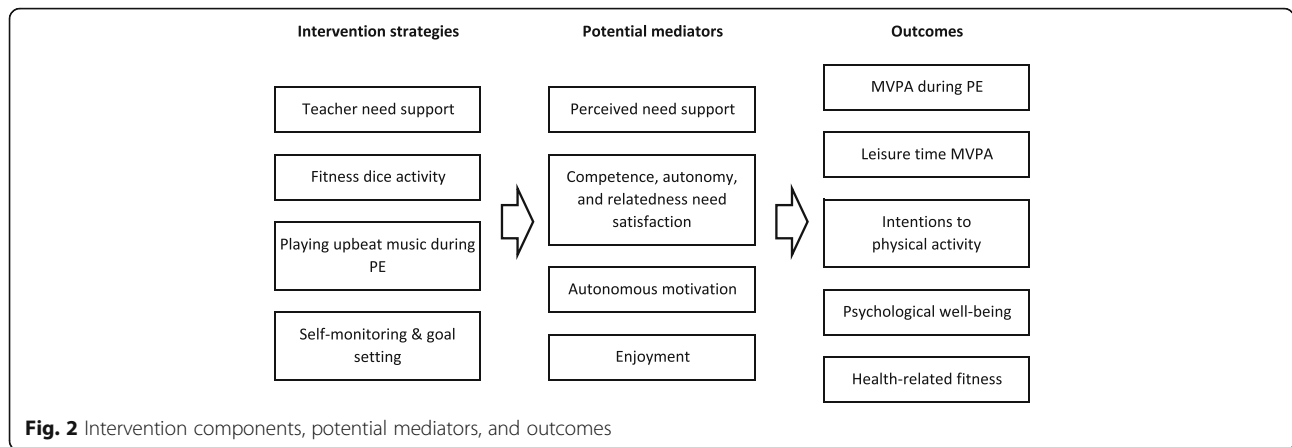 Intervention strategies
Potential mediators
Outcomes
Teacher need support
Fitness dice activity
Playing upbeat music during
PE
Self-monitoring & goal
setting
Perceived need support
Competence, autonomy,
and relatedness need
satisfaction
Autonomous motivation
Enjoyment
MVPA during PE
Leisure time MVPA
Intentions to
physical activity
Psychological well-being
Health-related fitness
Fig. 2 Intervention components, potential mediators, and outcomes